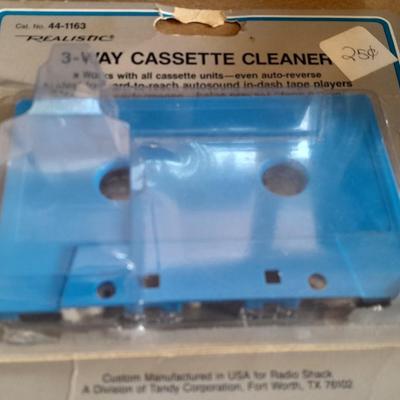 Cat. No. 44-1163
REALISTIC®
3-WAY CASSETTE CLEANER
25¢
Works with all cassette units—even auto-reverse
hard-to-reach autosound in-dash tape players
Custom Manufactured in USA for Radio Shack
A Division of Tandy Corporation, Fort Worth, TX 76102